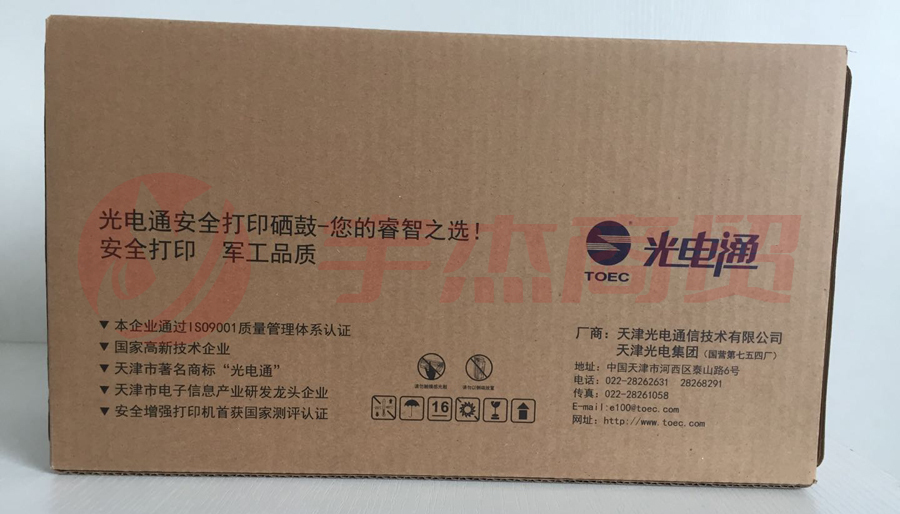 光电通安全打印硒鼓-您的睿智之选!
安全打印 军工品质
TOEC
光电通
▼ 本企业通过ISO9001质量管理体系认证
▼ 国家高新技术企业
▼ 天津市著名商标“光电通”
▼ 天津市电子信息产业研发龙头企业
▼ 安全增强打印机首获国家测评认证
16
厂商: 天津光电通信技术有限公司
天津光电集团 (国营第七五四厂)
地址: 中国天津市河西区泰山路6号
电话: 022-28262631 28268291
传真: 022-28261058
E-mail:e100@toec.com
网址: http://www.toec.com
宇杰商贸